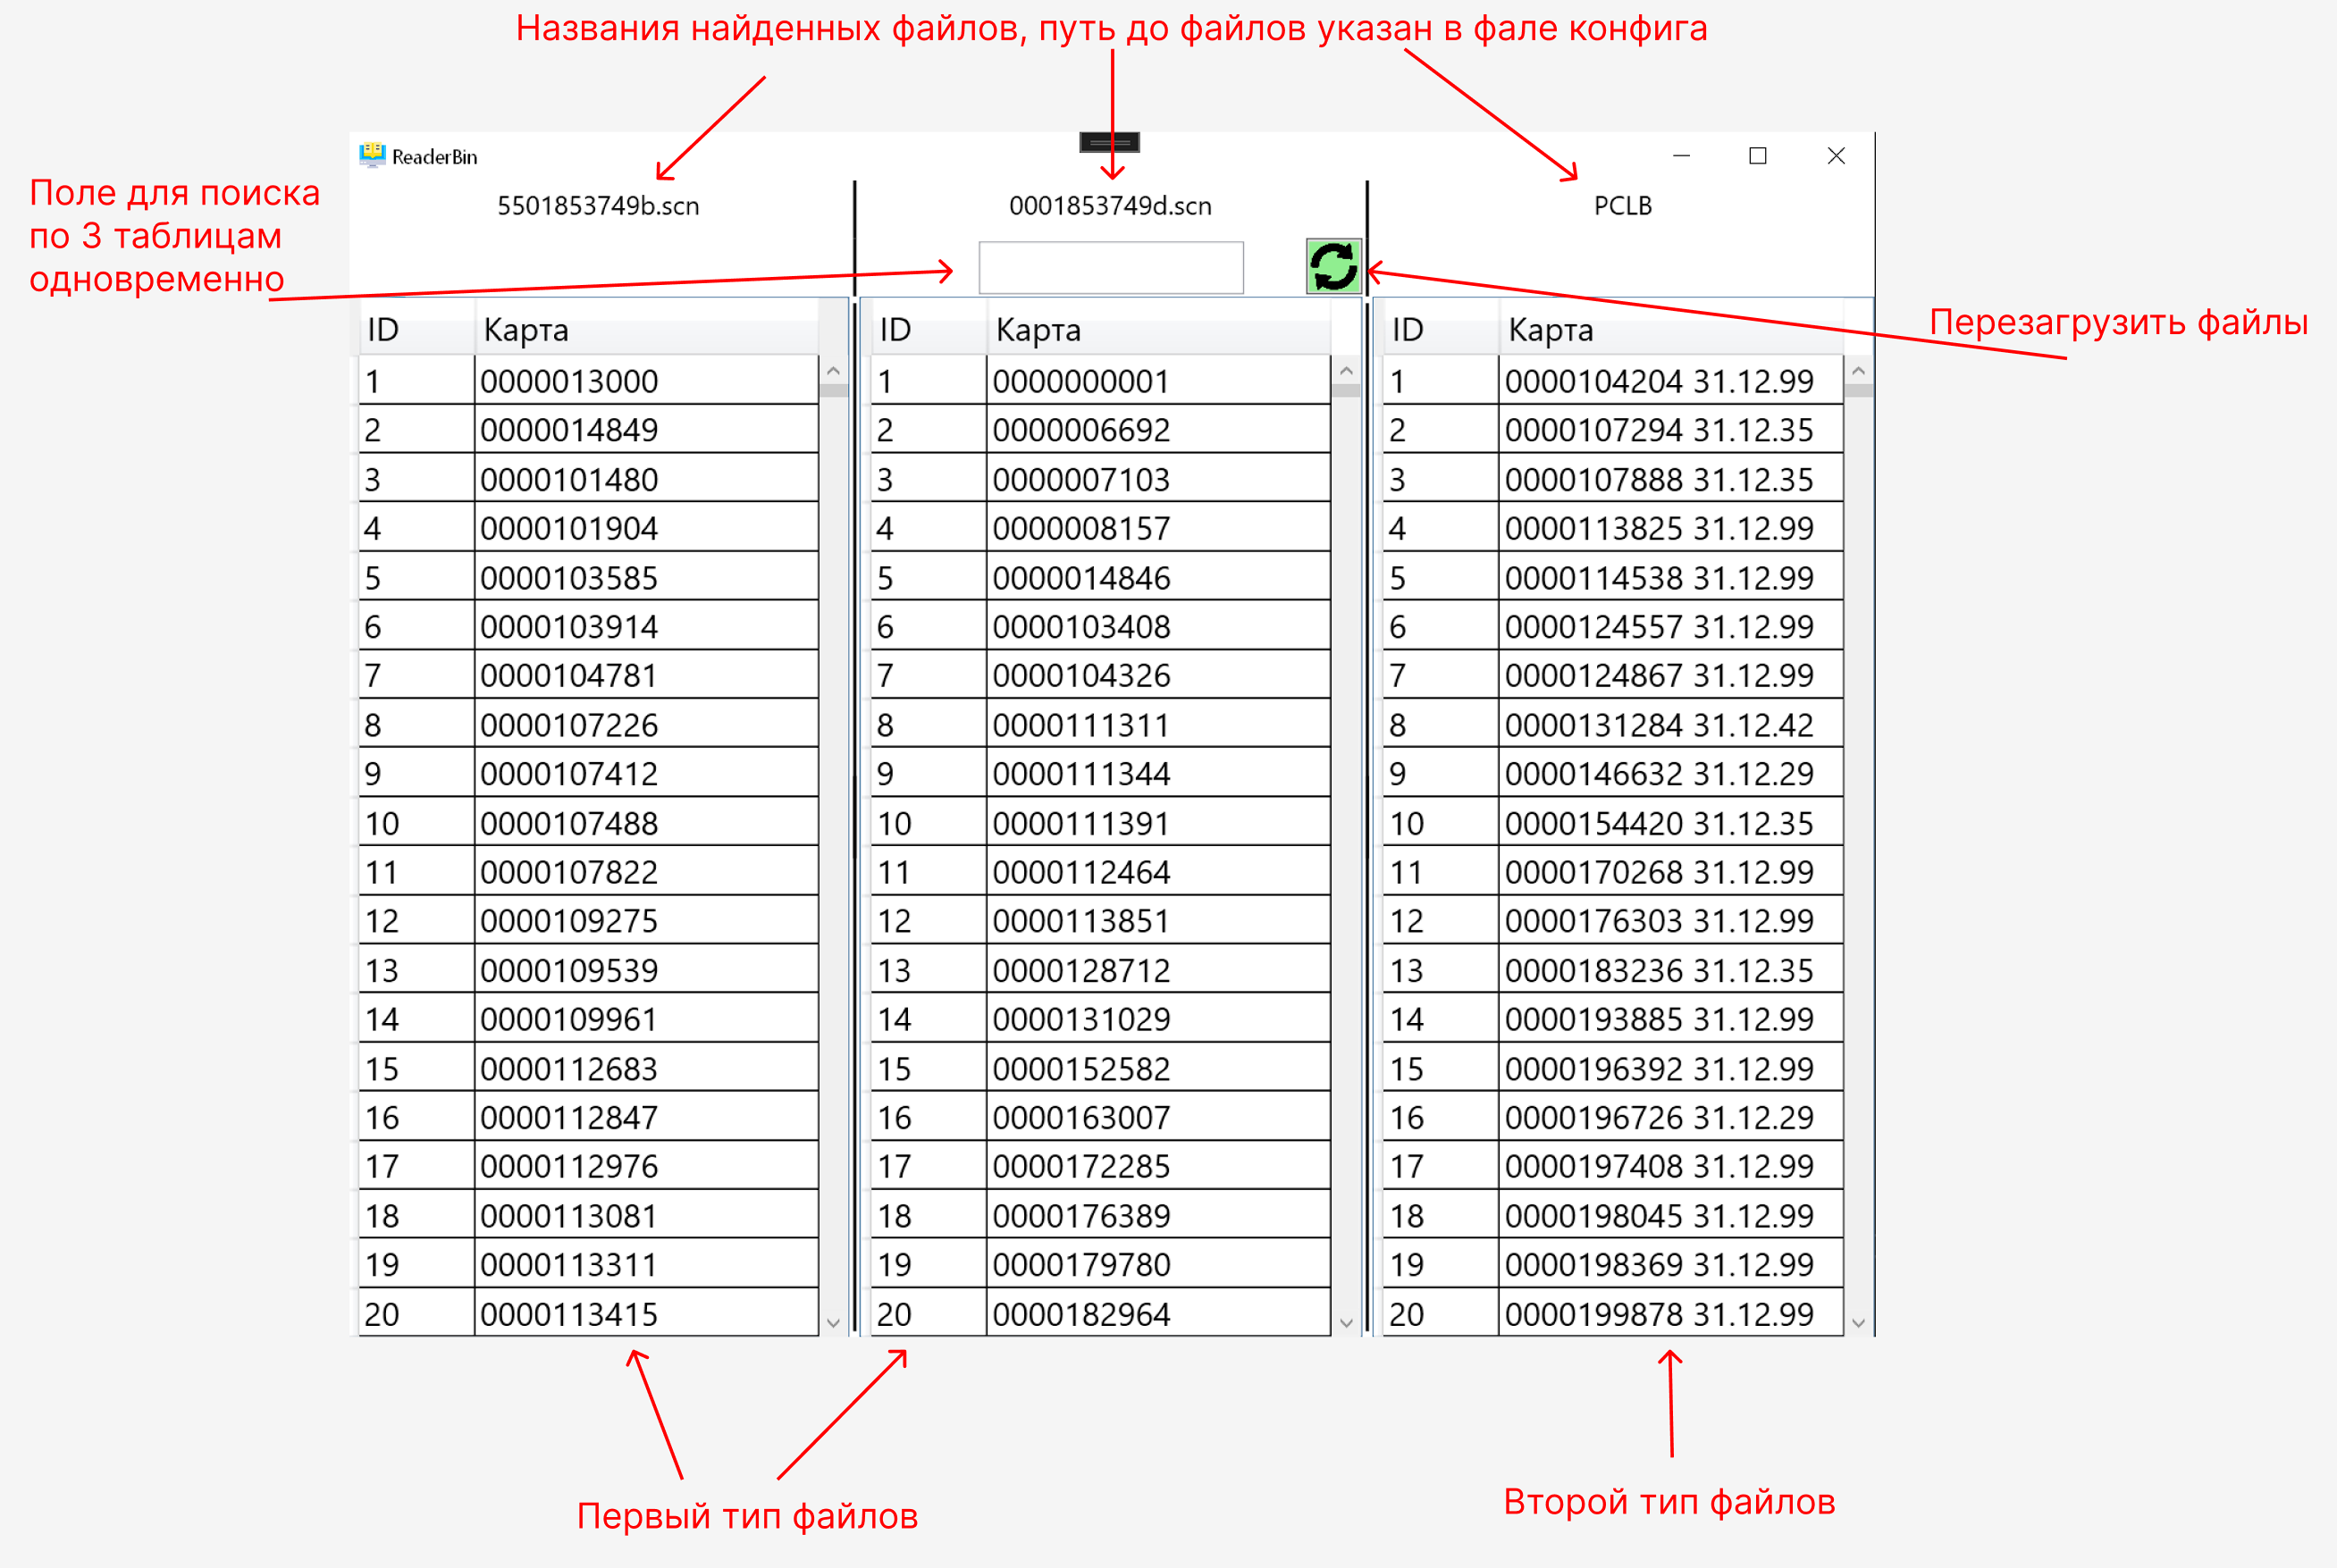 Названия найденных файлов, путь до файлов указан в фале конфига
ReaderBin
Поле для поиска
по 3 таблицам
одновременно
5501853749b.scn 0001853749d.scn PCLB
Перезагрузить файлы
ID Карта ID Карта ID Карта
1 0000013000 1 0000000001 1 0000104204 31.12.99
2 0000014849 2 0000006692 2 0000107294 31.12.35
3 0000101480 3 0000007103 3 0000107888 31.12.35
4 0000101904 4 0000008157 4 0000113825 31.12.99
5 0000103585 5 0000014846 5 0000114538 31.12.99
6 0000103914 6 0000103408 6 0000124557 31.12.99
7 0000104781 7 0000104326 7 0000124867 31.12.99
8 0000107226 8 0000111311 8 0000131284 31.12.42
9 0000107412 9 0000111344 9 0000146632 31.12.29
10 0000107488 10 0000111391 10 0000154420 31.12.35
11 0000107822 11 0000112464 11 0000170268 31.12.99
12 0000109275 12 0000113851 12 0000176303 31.12.99
13 0000109539 13 0000128712 13 0000183236 31.12.35
14 0000109961 14 0000131029 14 0000193885 31.12.99
15 0000112683 15 0000152582 15 0000196392 31.12.99
16 0000112847 16 0000163007 16 0000196726 31.12.29
17 0000112976 17 0000172285 17 0000197408 31.12.99
18 0000113081 18 0000176389 18 0000198045 31.12.99
19 0000113311 19 0000179780 19 0000198369 31.12.99
20 0000113415 20 0000182964 20 0000199878 31.12.99
Первый тип файлов
Второй тип файлов